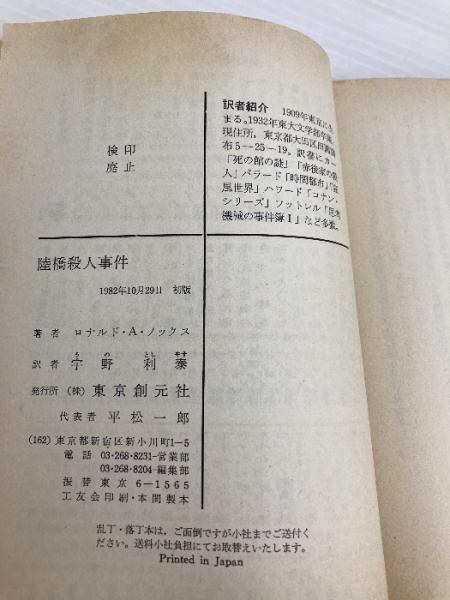 検印
廃止
訳者紹介 1909年東京に生
まる。1932年東大文学部卒業。
現住所，東京都大田区田園調
布5―25―19。訳書にカー
「死の館の謎」「赤後家の殺
人」バラード「時間都市」「狂
風世界」ハワード「コナン・
シリーズ」フットレル「思考
機械の事件簿Ⅰ」など多数。
陸橋殺人事件
1982年10月29日 初版
著者 ロナルド・A・ノックス
訳者 宇野利泰
うのとしやす
発行所 (株) 東京創元社
代表者 平松一郎
(162)東京都新宿区新小川町1―5
電話 03・268・8231―営業部
03・268・8204―編集部
振替東京6―1565
工友会印刷・本間製本
乱丁・落丁本は，ご面倒ですが小社までご送付く
ださい。送料小社負担にてお取替えいたします。
Printed in Japan